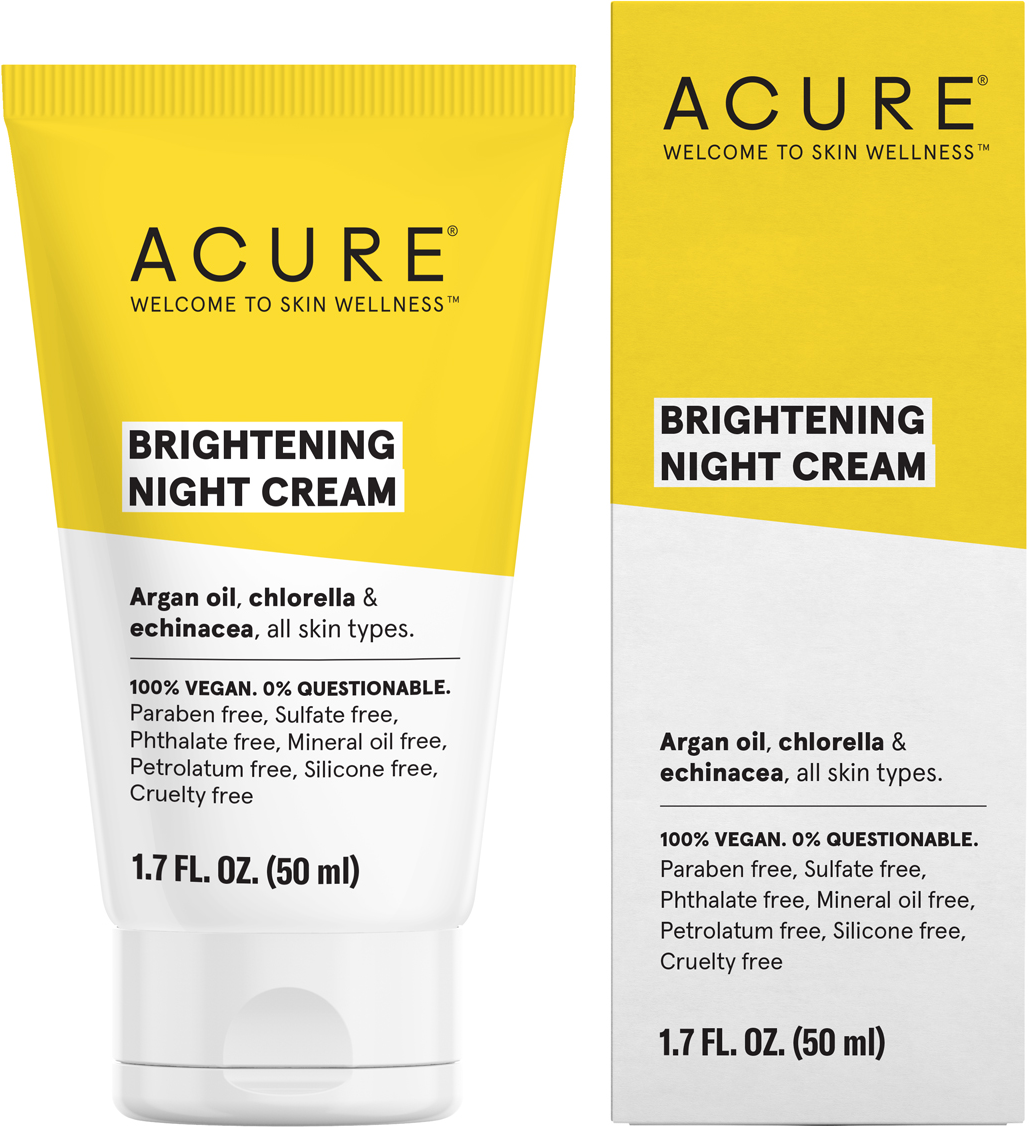 ACURE®
WELCOME TO SKIN WELLNESS™
BRIGHTENING
NIGHT CREAM
Argan oil, chlorella &
echinacea, all skin types.
100% VEGAN. 0% QUESTIONABLE.
Paraben free, Sulfate free,
Phthalate free, Mineral oil free,
Petrolatum free, Silicone free,
Cruelty free
1.7 FL. OZ. (50 ml)
ACURE®
WELCOME TO SKIN WELLNESS™
BRIGHTENING
NIGHT CREAM
Argan oil, chlorella &
echinacea, all skin types.
100% VEGAN. 0% QUESTIONABLE.
Paraben free, Sulfate free,
Phthalate free, Mineral oil free,
Petrolatum free, Silicone free,
Cruelty free
1.7 FL. OZ. (50 ml)